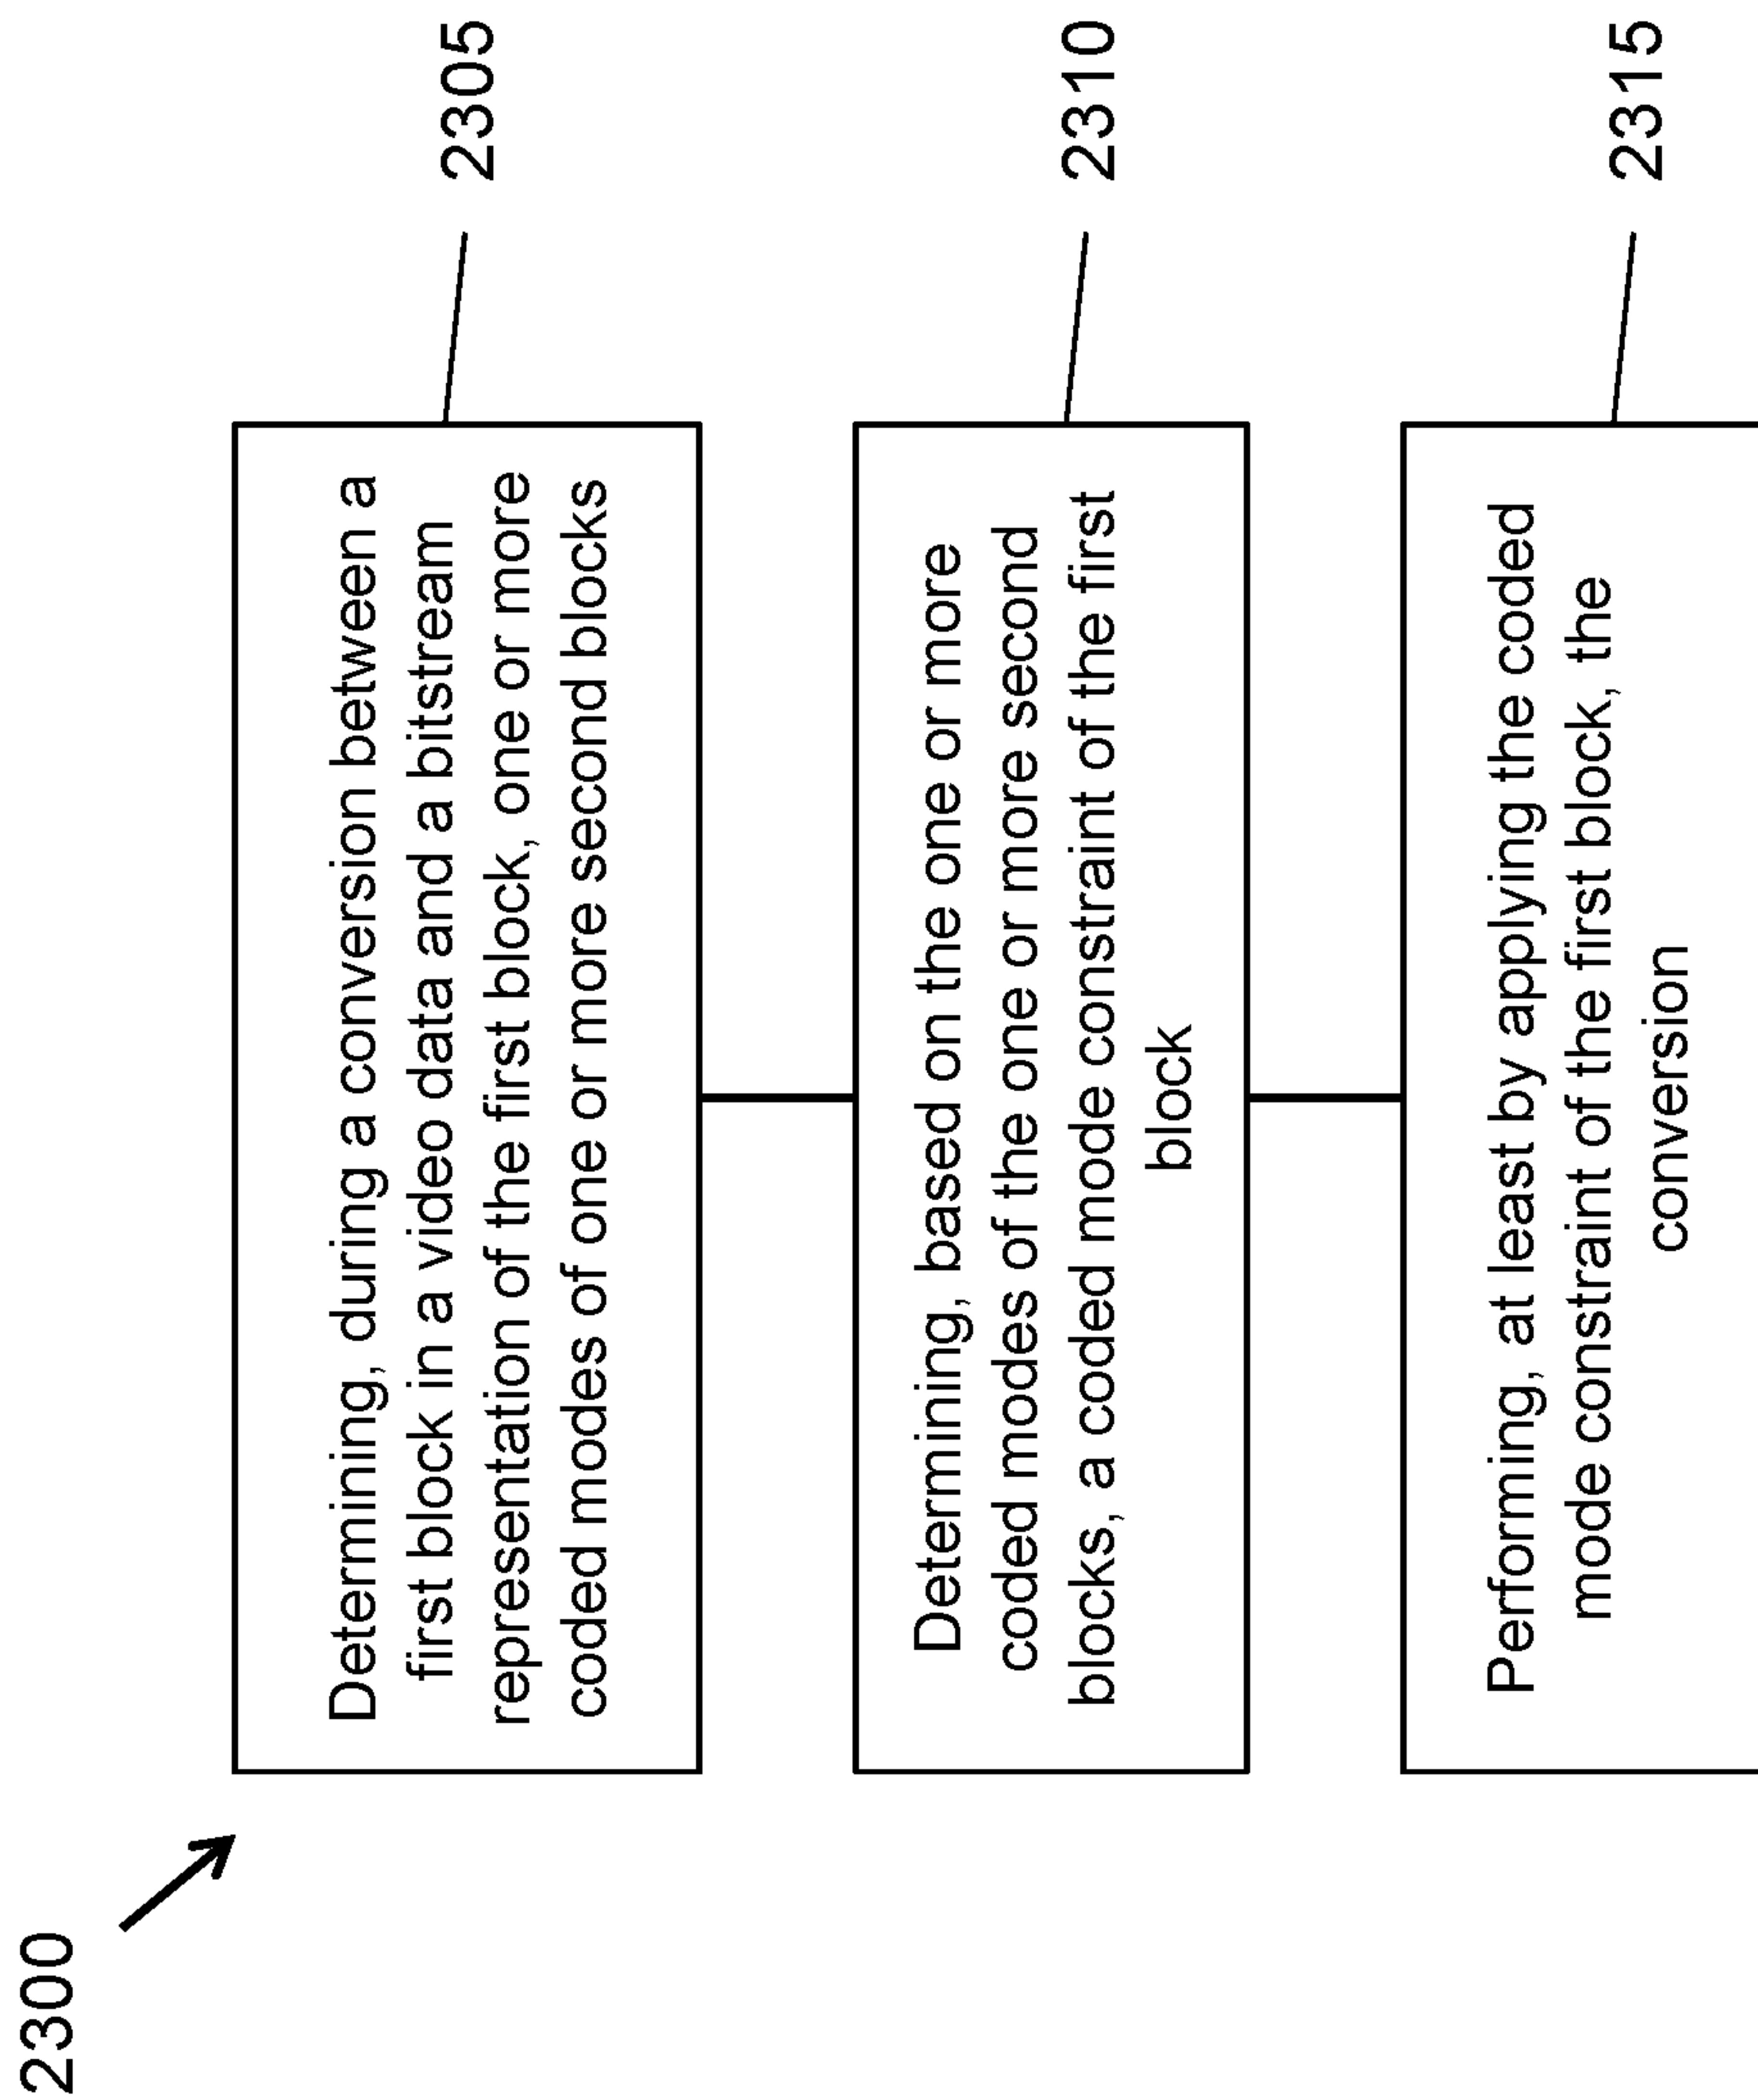 2300
Determining, during a conversion between a
first block in a video data and a bitstream
representation of the first block, one or more
coded modes of one or more second blocks
2305
Determining, based on the one or more
coded modes of the one or more second
blocks, a coded mode constraint of the first
block
2310
Performing, at least by applying the coded
mode constraint of the first block, the
conversion
2315